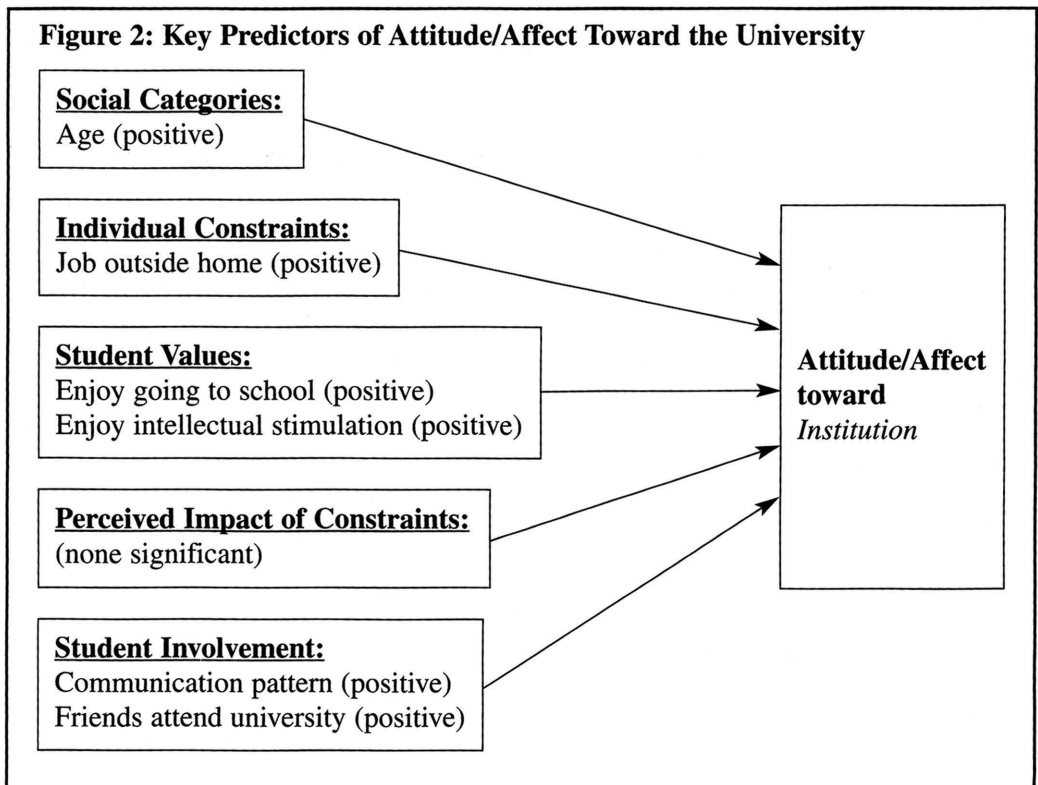 Figure 2: Key Predictors of Attitude/Affect Toward the University
Social Categories:
Age (positive)
Individual Constraints:
Job outside home (positive)
Student Values:
Enjoy going to school (positive)
Enjoy intellectual stimulation (positive)
Perceived Impact of Constraints:
(none significant)
Student Involvement:
Communication pattern (positive)
Friends attend university (positive)
Attitude/Affect
toward
Institution